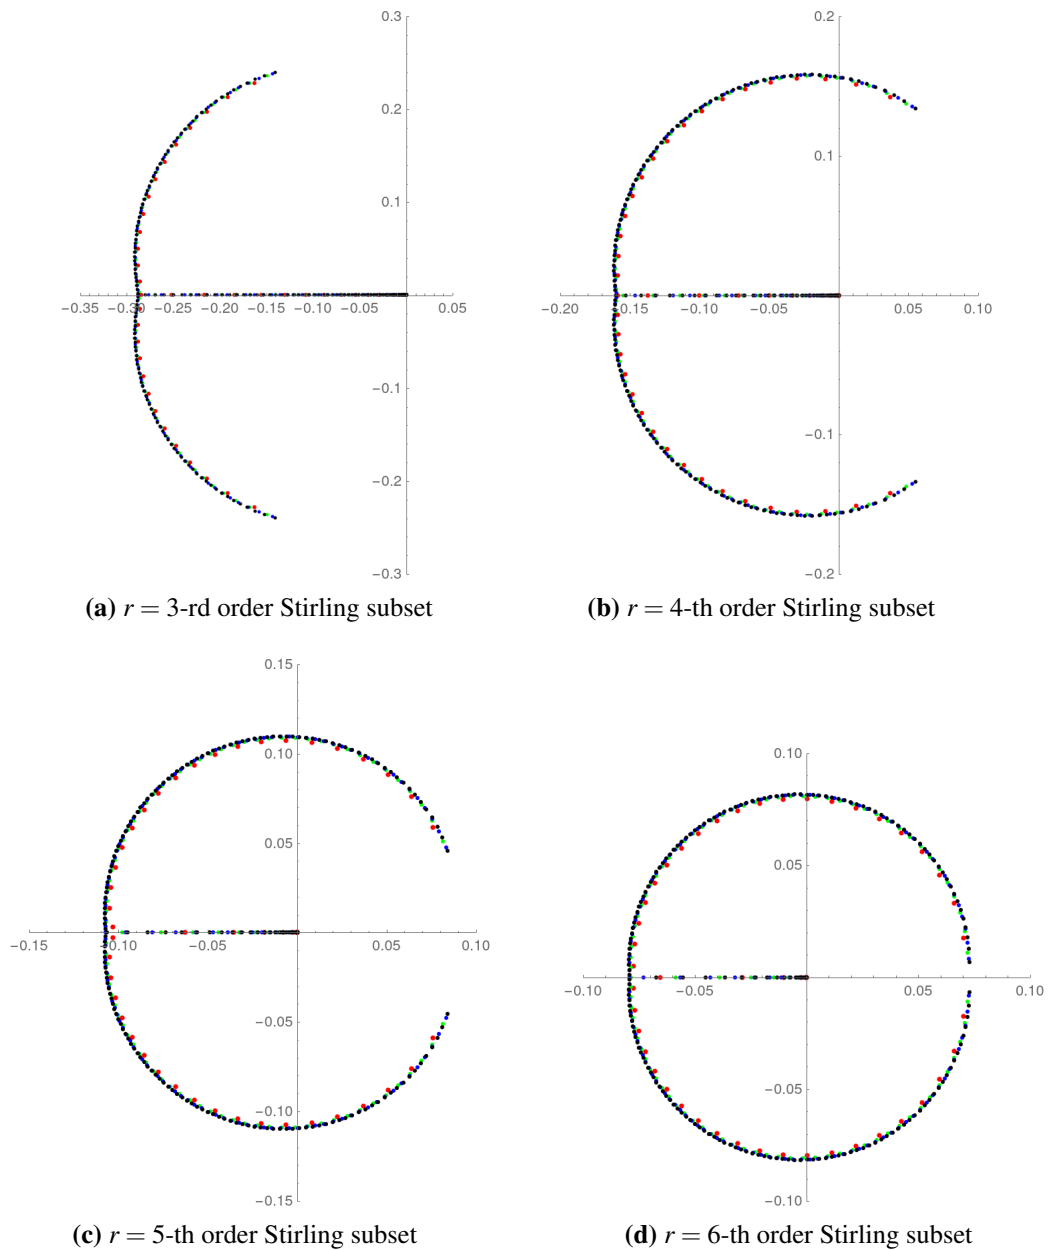 0.3
0.2
0.1
−0.35 −0.30 −0.25 −0.20 −0.15 −0.10 −0.05 0.05
−0.1
−0.2
−0.3
0.2
0.1
−0.20 −0.15 −0.10 −0.05 0.05 0.10
−0.1
−0.2
(a) r = 3-rd order Stirling subset
(b) r = 4-th order Stirling subset
0.15
0.10
0.05
−0.15 −0.10 −0.05 0.05 0.10
−0.05
−0.10
−0.15
0.10
0.05
−0.10 −0.05 0.05 0.10
−0.05
−0.10
(c) r = 5-th order Stirling subset
(d) r = 6-th order Stirling subset